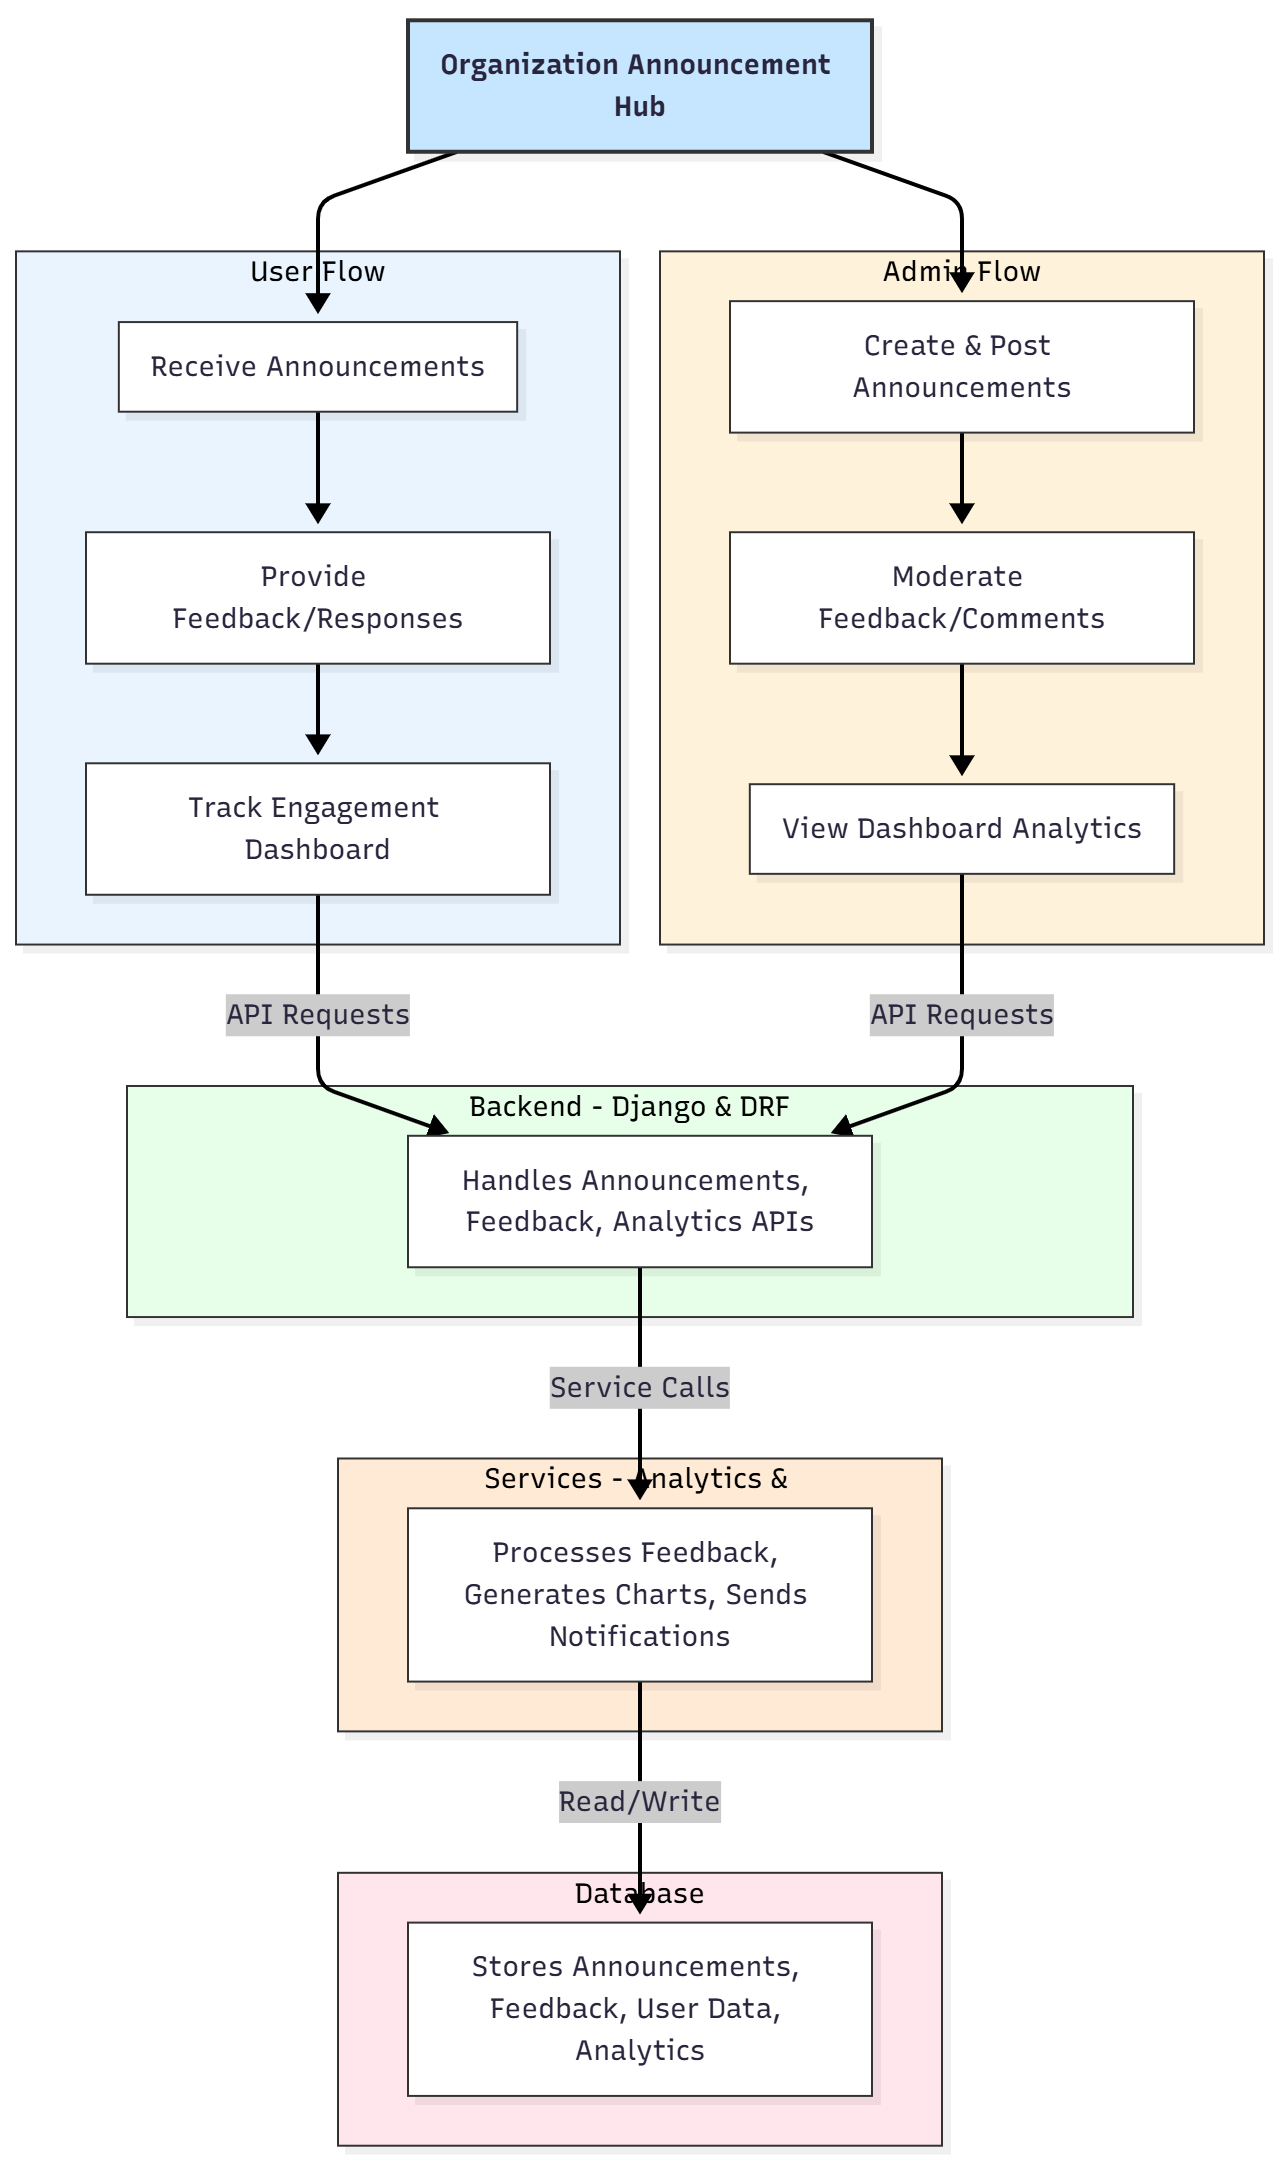 Organization Announcement
Hub
User Flow
Receive Announcements
Provide
Feedback/Responses
Track Engagement
Dashboard
API Requests
Admin Flow
Create & Post
Announcements
Moderate
Feedback/Comments
View Dashboard Analytics
API Requests
Backend - Django & DRF
Handles Announcements,
Feedback, Analytics APIs
Service Calls
Services - Analytics &
Processes Feedback,
Generates Charts, Sends
Notifications
Read/Write
Database
Stores Announcements,
Feedback, User Data,
Analytics